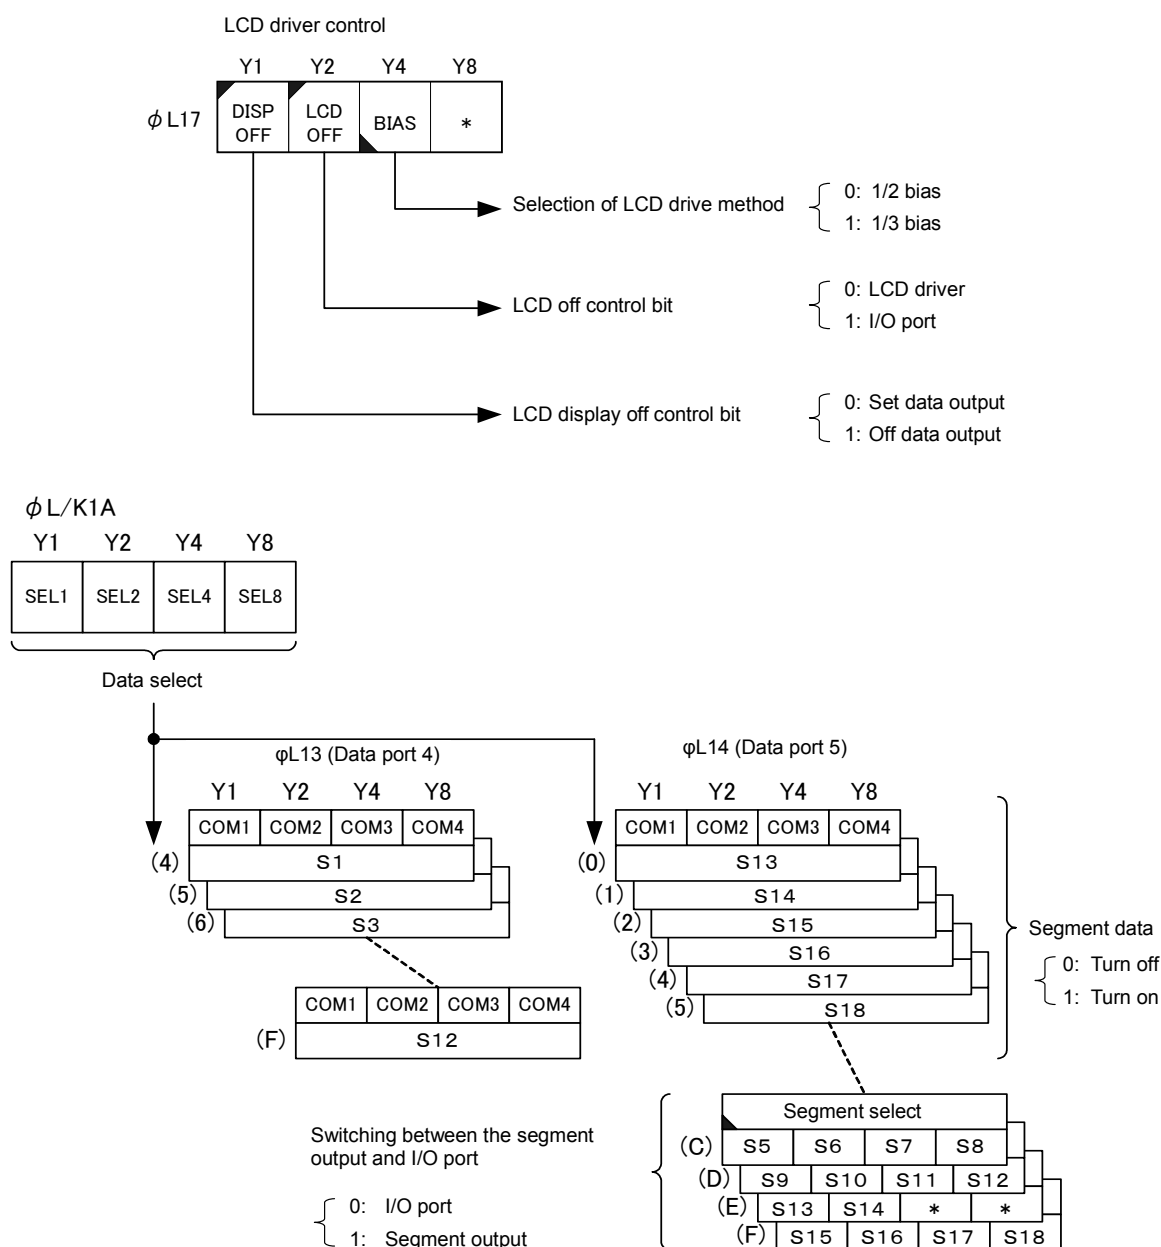 LCD driver control
Y1 Y2 Y4 Y8
φL17 DISP OFF LCD OFF BIAS *
Selection of LCD drive method 0: 1/2 bias
1: 1/3 bias
LCD off control bit 0: LCD driver
1: I/O port
LCD display off control bit 0: Set data output
1: Off data output
φL/K1A
Y1 Y2 Y4 Y8
SEL1 SEL2 SEL4 SEL8
Data select
φL13 (Data port 4)
Y1 Y2 Y4 Y8
COM1 COM2 COM3 COM4
(4) S1
(5) S2
(6) S3
COM1 COM2 COM3 COM4
(F) S12
φL14 (Data port 5)
Y1 Y2 Y4 Y8
COM1 COM2 COM3 COM4
(0) S13
(1) S14
(2) S15
(3) S16
(4) S17
(5) S18
Segment data
0: Turn off
1: Turn on
Switching between the segment
output and I/O port
0: I/O port
1: Segment output
Segment select
(C) S5 S6 S7 S8
(D) S9 S10 S11 S12
(E) S13 S14 * *
(F) S15 S16 S17 S18